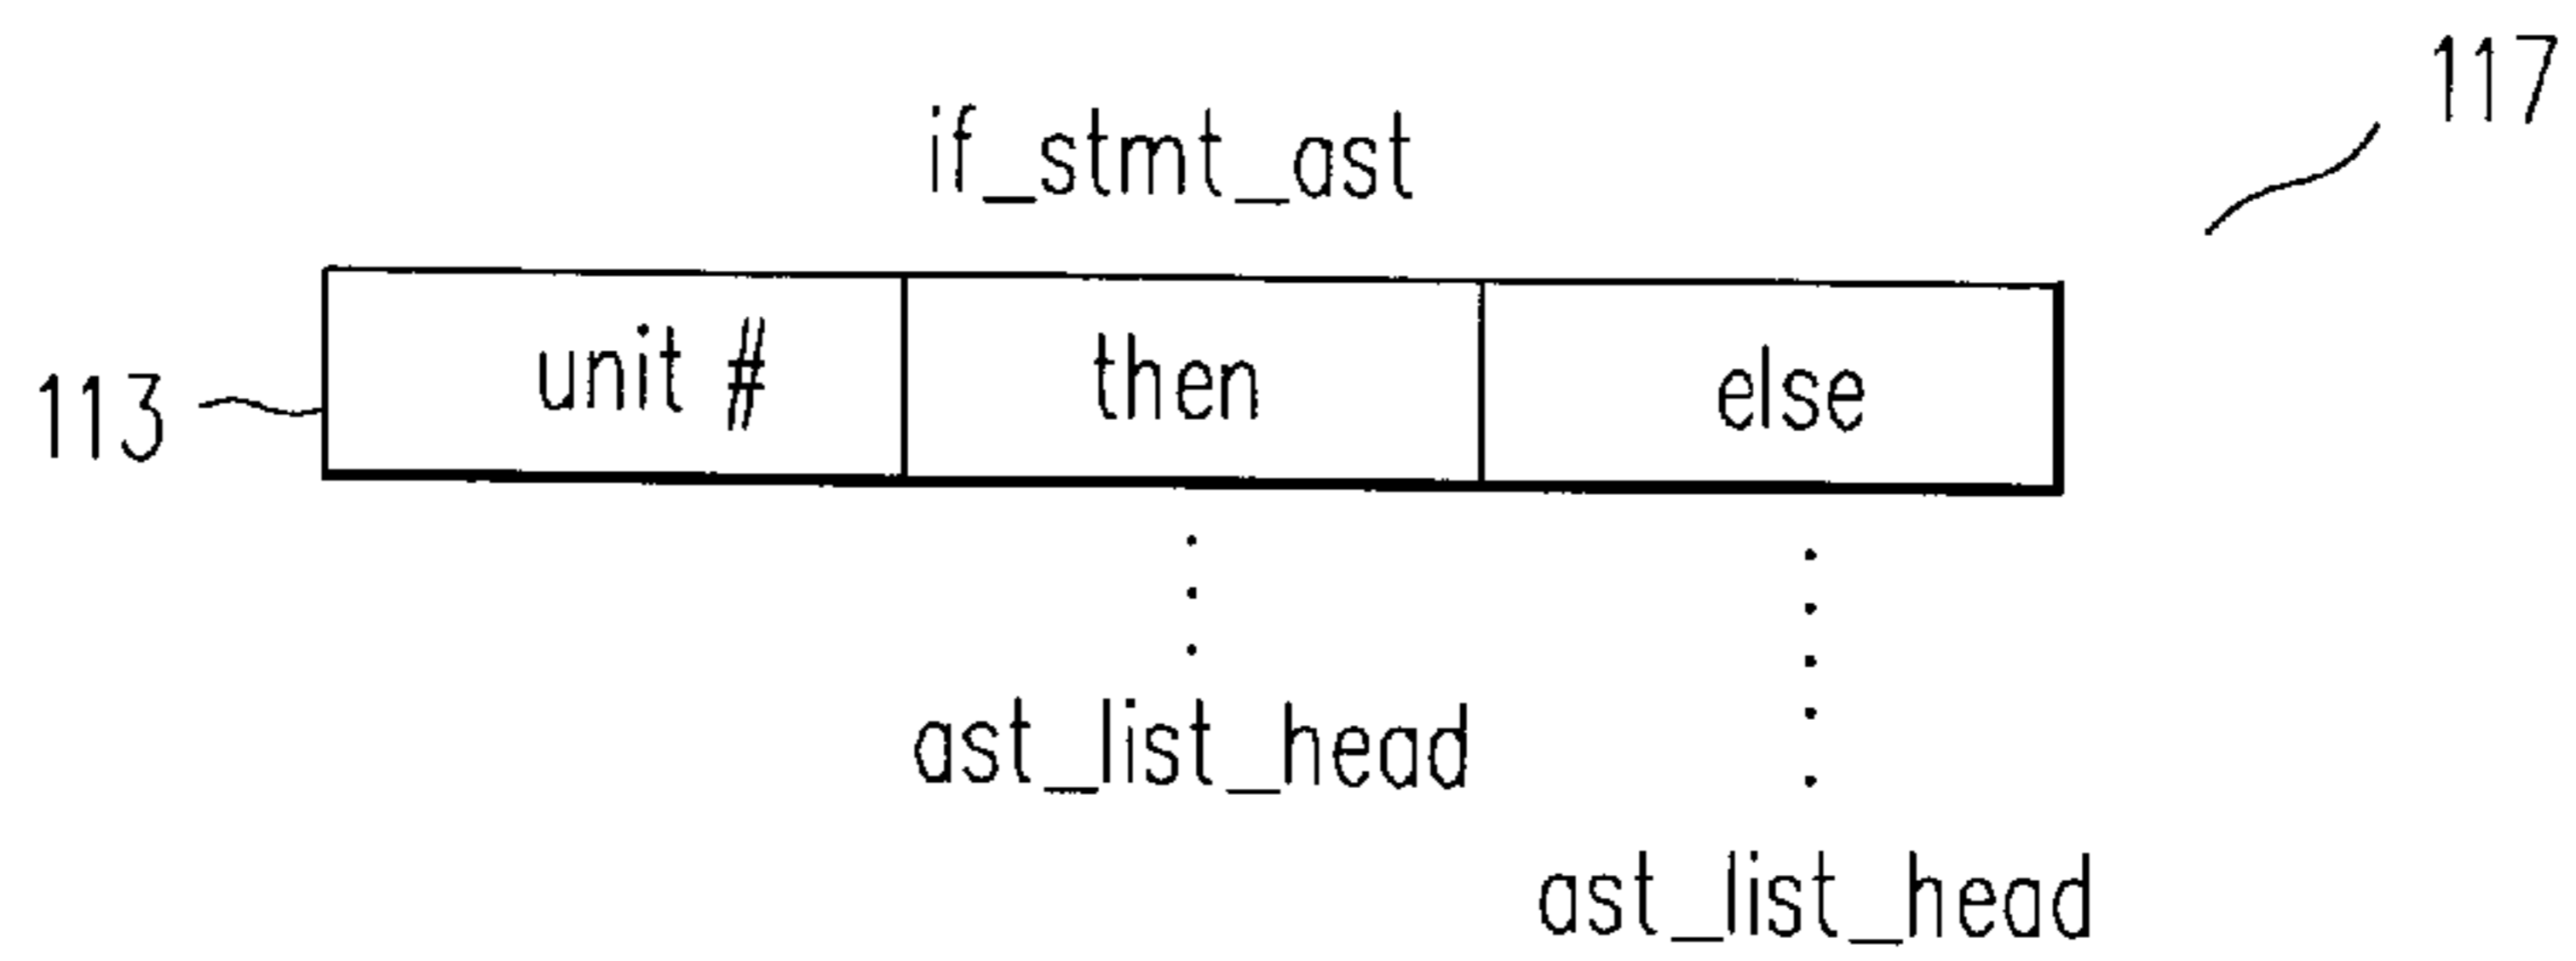 117
if_stmt_ast
113 unit # then else
ast_list_head
ast_list_head